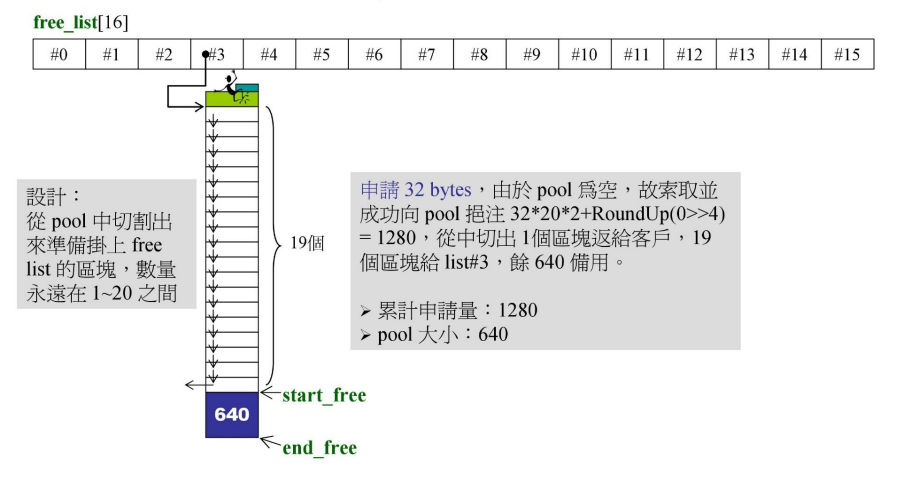 free_list[16]
#0 #1 #2 #3 #4 #5 #6 #7 #8 #9 #10 #11 #12 #13 #14 #15
設計：
從 pool 中切割出
來準備掛上 free
list 的區塊，數量
永遠在 1~20 之間
19個
申請 32 bytes，由於 pool 爲空，故索取並
成功向 pool 挹注 32*20*2+RoundUp(0>>4)
= 1280，從中切出 1個區塊返給客戶，19
個區塊給 list#3，餘 640 備用。
➢ 累計申請量：1280
➢ pool 大小：640
start_free
640
end_free